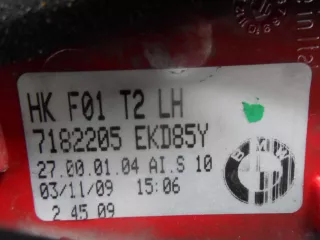 HK F01 T2 LH
7182205 EKD85Y
27.00.01.04 AI.S 10
03/11/09 15:06
2 45 09
BMW